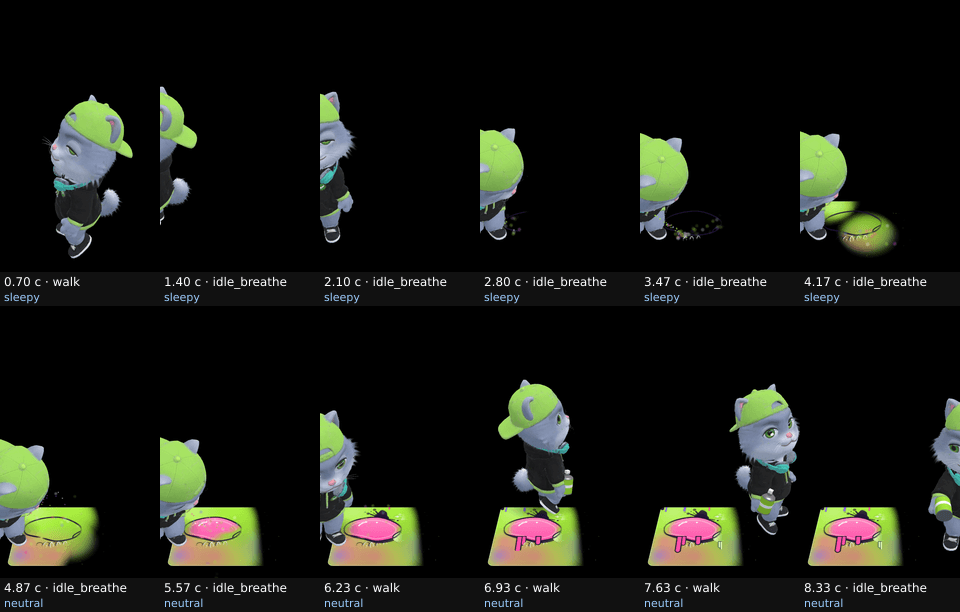 0.70 с · walk
sleepy
1.40 с · idle_breathe
sleepy
2.10 с · idle_breathe
sleepy
2.80 с · idle_breathe
sleepy
3.47 с · idle_breathe
sleepy
4.17 с · idle_breathe
sleepy
4.87 с · idle_breathe
neutral
5.57 с · idle_breathe
neutral
6.23 с · walk
neutral
6.93 с · walk
neutral
7.63 с · walk
neutral
8.33 с · idle_breathe
neutral